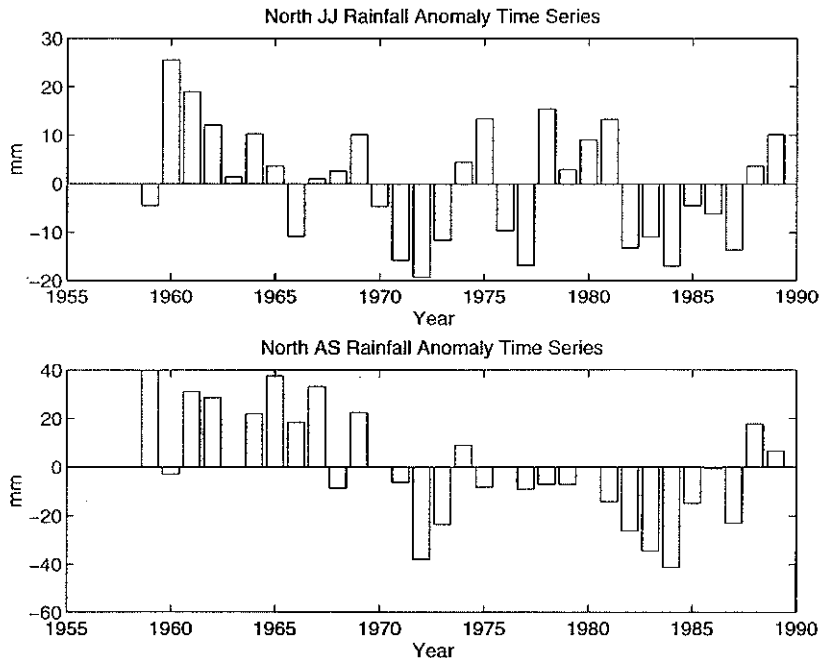 North JJ Rainfall Anomaly Time Series
30
20
10
0
−10
−20
mm
1955 1960 1965 1970 1975 1980 1985 1990
Year
North AS Rainfall Anomaly Time Series
40
20
0
−20
−40
−60
mm
1955 1960 1965 1970 1975 1980 1985 1990
Year